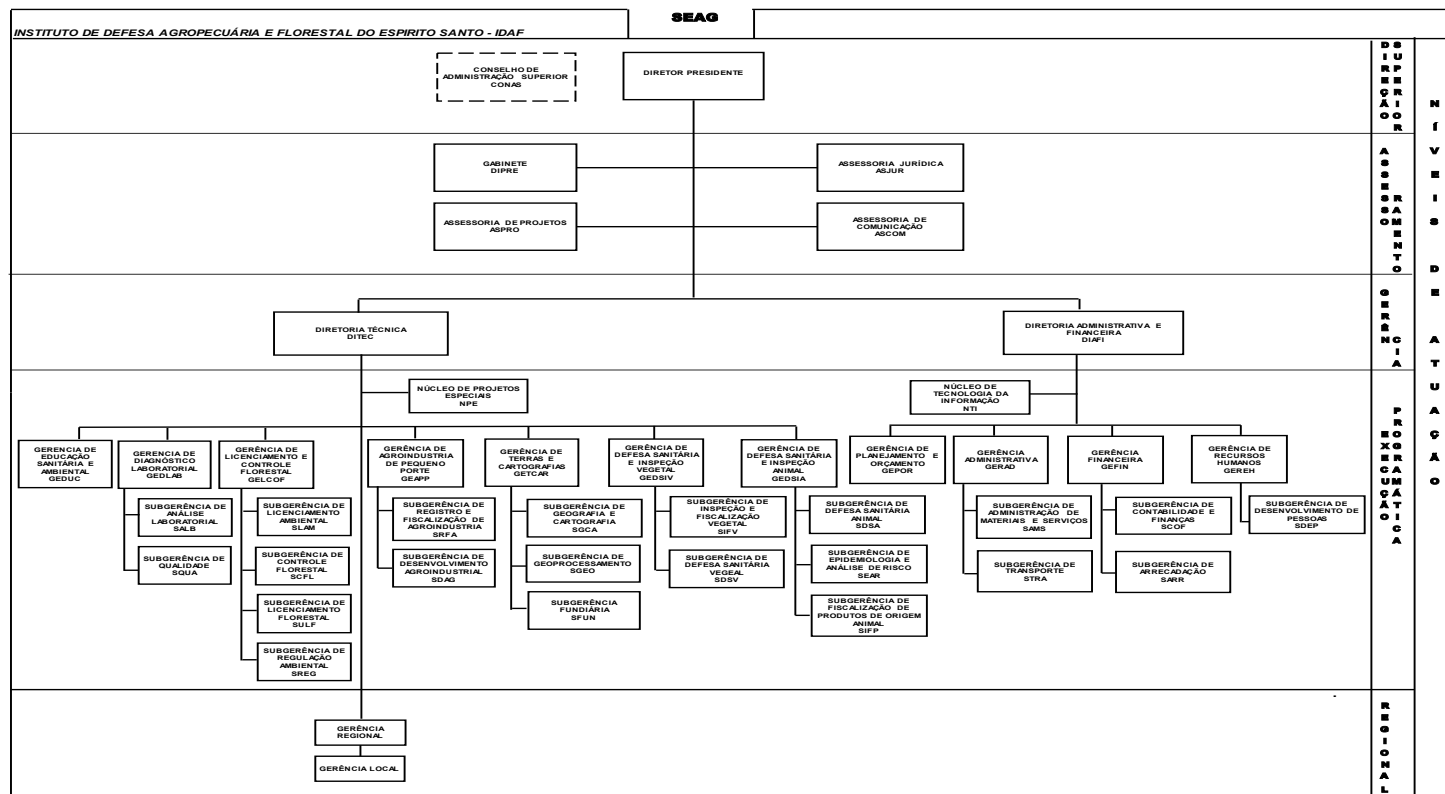 SEAG
INSTITUTO DE DEFESA AGROPECUÁRIA E FLORESTAL DO ESPIRITO SANTO - IDAF
CONSELHO DE
ADMINISTRAÇÃO SUPERIOR
CONAS
DIRETOR PRESIDENTE
DIREÇÃO
SUPERIOR
NÍVEIS DE ATUAÇÃO
GABINETE
DIPRE
ASSESSORIA JURÍDICA
ASJUR
ASSESSORIA DE PROJETOS
ASPRO
ASSESSORIA DE
COMUNICAÇÃO
ASCOM
ASSESSO
RAMENTO
DIRETORIA TÉCNICA
DITEC
DIRETORIA ADMINISTRATIVA E
FINANCEIRA
DIAFI
GERÊN
CIA
NÚCLEO DE PROJETOS
ESPECIAIS
NPE
NÚCLEO DE
TECNOLOGIA DA
INFORMAÇÃO
NTI
EXECUÇÃO
PROGRAMÁTICA
GERENCIA DE
EDUCAÇÃO
SANITÁRIA E
AMBIENTAL
GEDUC
GERENCIA DE
DIAGNÓSTICO
LABORATORIAL
GEDLAB
SUBGERÊNCIA DE
ANÁLISE
LABORATORIAL
SALB
SUBGERÊNCIA DE
QUALIDADE
SQUA
GERÊNCIA DE
LICENCIAMENTO E
CONTROLE
FLORESTAL
GELCOF
SUBGERÊNCIA DE
LICENCIAMENTO
AMBIENTAL
SLAM
SUBGERÊNCIA DE
CONTROLE
FLORESTAL
SCFL
SUBGERÊNCIA DE
LICENCIAMENTO
FLORESTAL
SULF
SUBGERÊNCIA DE
REGULAÇÃO
AMBIENTAL
SREG
GERÊNCIA DE
AGROINDUSTRIA
DE PEQUENO
PORTE
GEAPP
SUBGERÊNCIA DE
REGISTRO E
FISCALIZAÇÃO DE
AGROINDUSTRIA
SRFA
SUBGERÊNCIA DE
DESENVOLVIMENTO
AGROINDUSTRIAL
SDAG
GERÊNCIA DE
TERRAS E
CARTOGRAFIAS
GETCAR
SUBGERÊNCIA DE
GEOGRAFIA E
CARTOGRAFIA
SGCA
SUBGERÊNCIA DE
GEOPROCESSAMENTO
SGEO
SUBGERÊNCIA
FUNDIÁRIA
SFUN
GERÊNCIA DE
DEFESA SANITÁRIA
E INSPEÇÃO
VEGETAL
GEDSIV
SUBGERÊNCIA DE
INSPEÇÃO E
FISCALIZAÇÃO
VEGETAL
SIFV
SUBGERÊNCIA DE
DEFESA SANITÁRIA
VEGEAL
SDSV
GERÊNCIA DE
DEFESA SANITÁRIA
E INSPEÇÃO
ANIMAL
GEDSIA
SUBGERÊNCIA DE
DEFESA SANITÁRIA
ANIMAL
SDSA
SUBGERÊNCIA DE
EPIDEMIOLOGIA E
ANÁLISE DE RISCO
SEAR
SUBGERÊNCIA DE
FISCALIZAÇÃO DE
PRODUTOS DE ORIGEM
ANIMAL
SIFP
GERÊNCIA DE
PLANEJAMENTO E
ORÇAMENTO
GEPOR
GERÊNCIA
ADMINISTRATIVA
GERAD
SUBGERÊNCIA DE
ADMINISTRAÇÃO DE
MATERIAIS E SERVIÇOS
SAMS
SUBGERÊNCIA DE
TRANSPORTE
STRA
GERÊNCIA
FINANCEIRA
GEFIN
SUBGERÊNCIA DE
CONTABILIDADE E
FINANÇAS
SCOF
SUBGERÊNCIA DE
ARRECADAÇÃO
SARR
GERÊNCIA DE
RECURSOS
HUMANOS
GEREH
SUBGERÊNCIA DE
DESENVOLVIMENTO DE
PESSOAS
SDEP
GERÊNCIA
REGIONAL
GERÊNCIA LOCAL
REGIONAL